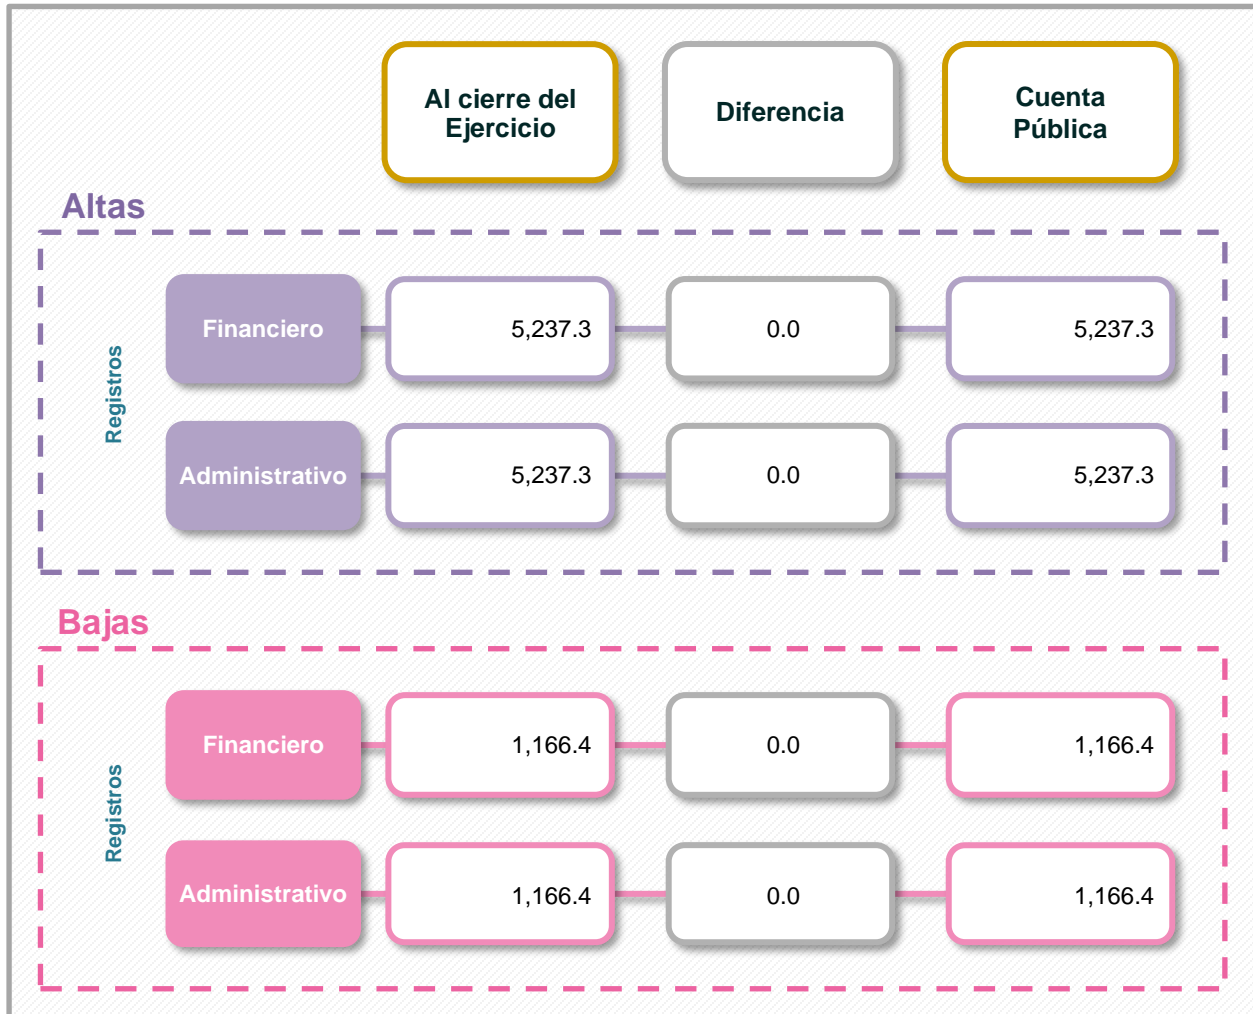 Al cierre del
Ejercicio
Diferencia
Cuenta
Pública
Altas
Registros
Financiero
5,237.3
0.0
5,237.3
Administrativo
5,237.3
0.0
5,237.3
Bajas
Registros
Financiero
1,166.4
0.0
1,166.4
Administrativo
1,166.4
0.0
1,166.4